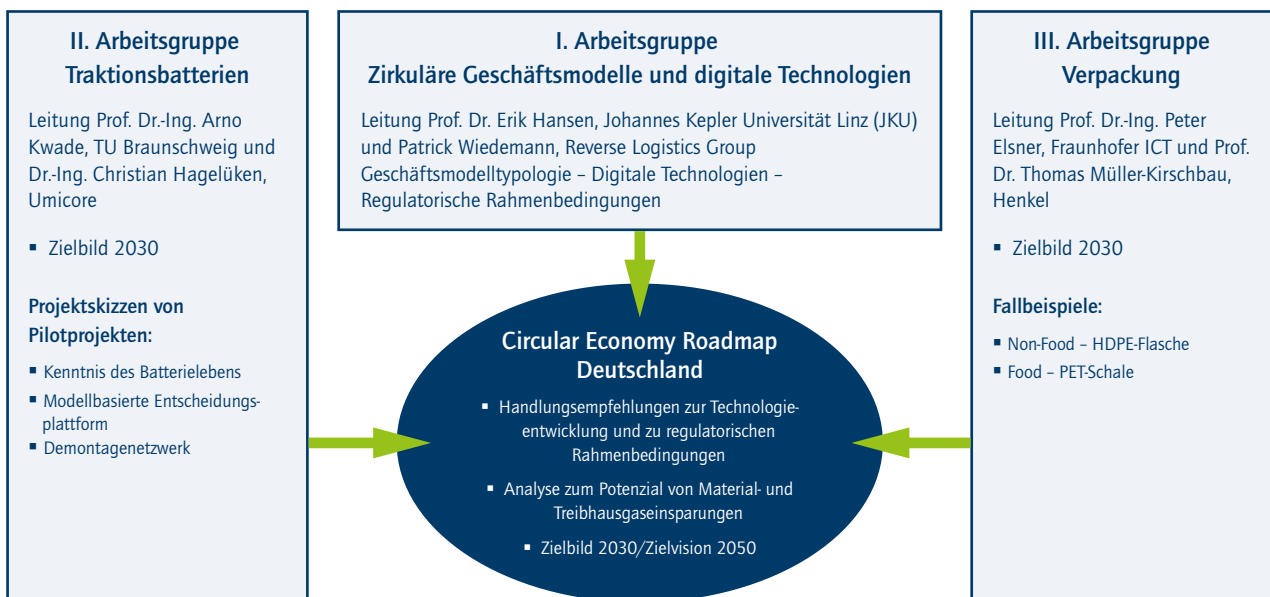 II. Arbeitsgruppe
Traktionsbatterien
Leitung Prof. Dr.-Ing. Arno
Kwade, TU Braunschweig und
Dr.-Ing. Christian Hagelüken,
Umicore
▪ Zielbild 2030
Projektskizzen von
Pilotprojekten:
▪ Kenntnis des Batterielebens
▪ Modellbasierte Entscheidungs-
plattform
▪ Demontagenetzwerk
I. Arbeitsgruppe
Zirkuläre Geschäftsmodelle und digitale Technologien
Leitung Prof. Dr. Erik Hansen, Johannes Kepler Universität Linz (JKU)
und Patrick Wiedemann, Reverse Logistics Group
Geschäftsmodelltypologie – Digitale Technologien –
Regulatorische Rahmenbedingungen
III. Arbeitsgruppe
Verpackung
Leitung Prof. Dr.-Ing. Peter
Elsner, Fraunhofer ICT und Prof.
Dr. Thomas Müller-Kirschbau,
Henkel
▪ Zielbild 2030
Fallbeispiele:
▪ Non-Food – HDPE-Flasche
▪ Food – PET-Schale
Circular Economy Roadmap
Deutschland
▪ Handlungsempfehlungen zur Technologie-
entwicklung und zu regulatorischen
Rahmenbedingungen
▪ Analyse zum Potenzial von Material- und
Treibhausgaseinsparungen
▪ Zielbild 2030/Zielvision 2050